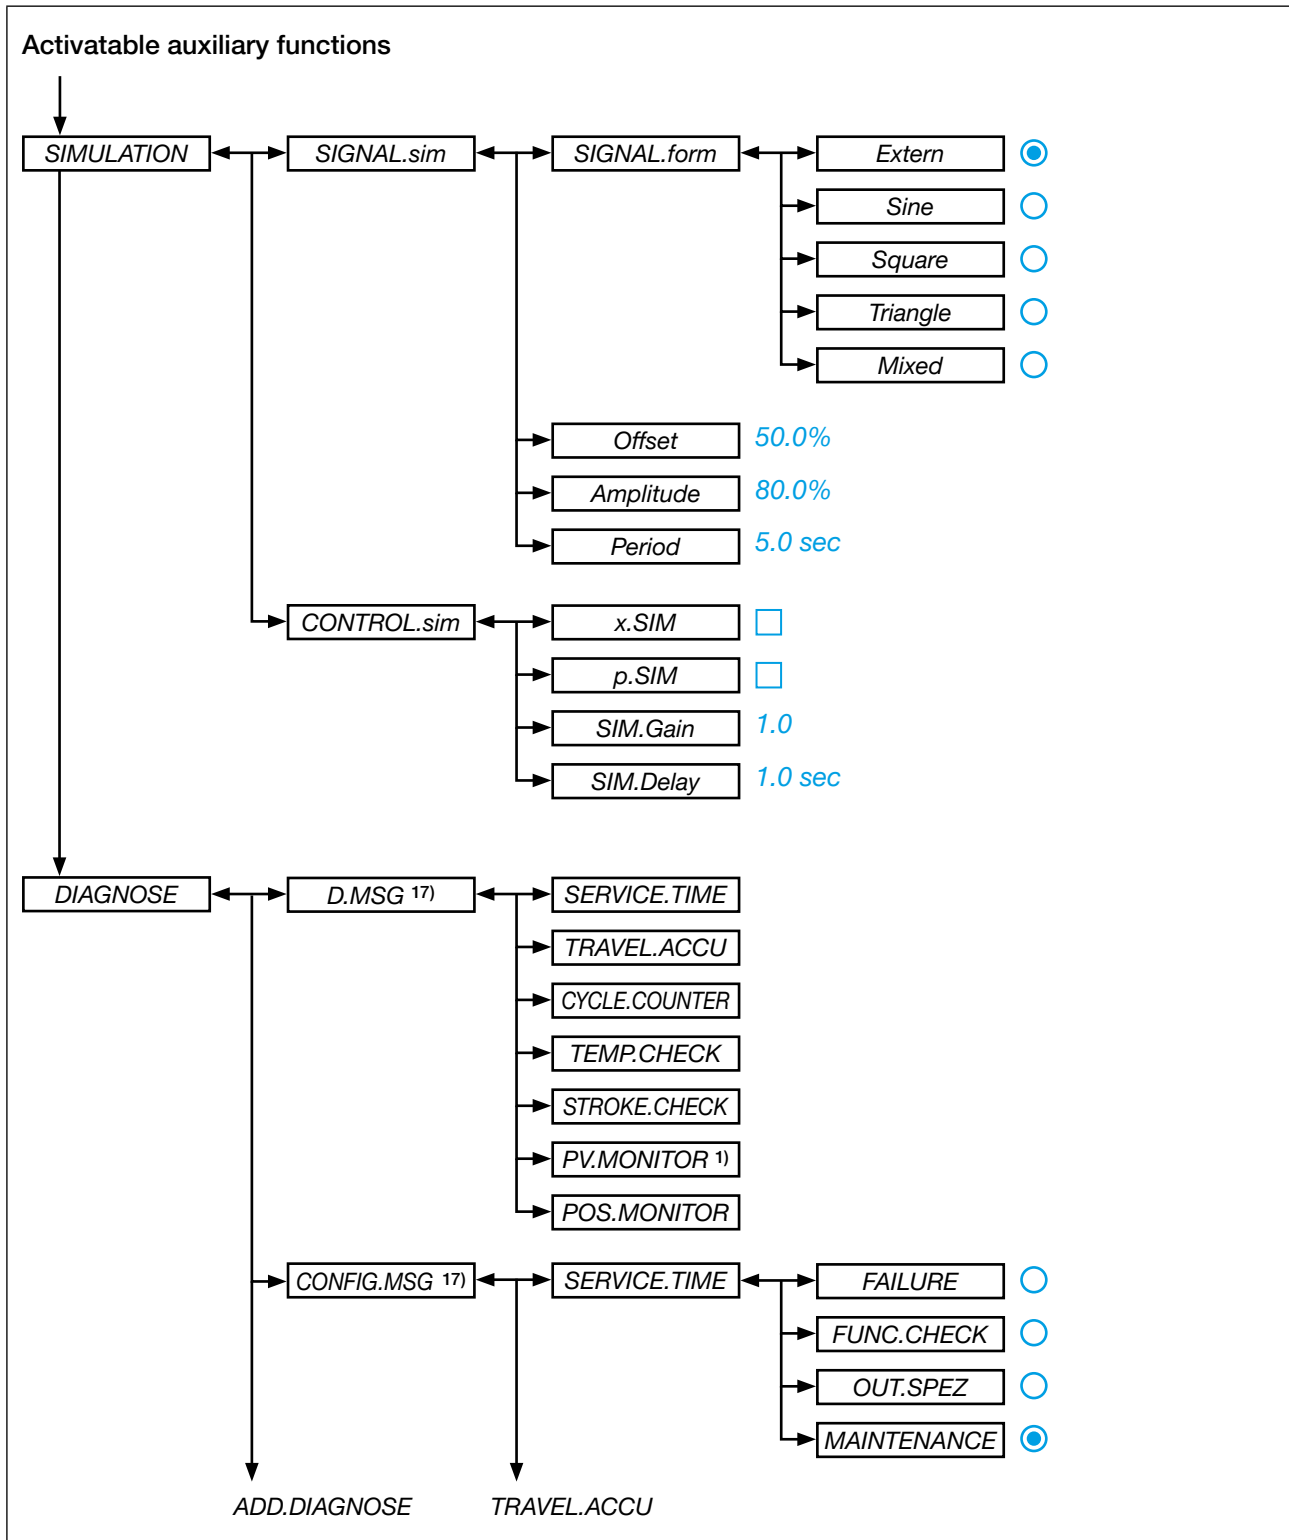 Activatable auxiliary functions
SIMULATION
SIGNAL.sim
SIGNAL.form
Extern
Sine
Square
Triangle
Mixed
Offset
50.0%
Amplitude
80.0%
Period
5.0 sec
CONTROL.sim
x.SIM
p.SIM
SIM.Gain
1.0
SIM.Delay
1.0 sec
DIAGNOSE
D.MSG 17)
SERVICE.TIME
TRAVEL.ACCU
CYCLE.COUNTER
TEMP.CHECK
STROKE.CHECK
PV.MONITOR 1)
POS.MONITOR
CONFIG.MSG 17)
SERVICE.TIME
FAILURE
FUNC.CHECK
OUT.SPEZ
MAINTENANCE
ADD.DIAGNOSE
TRAVEL.ACCU